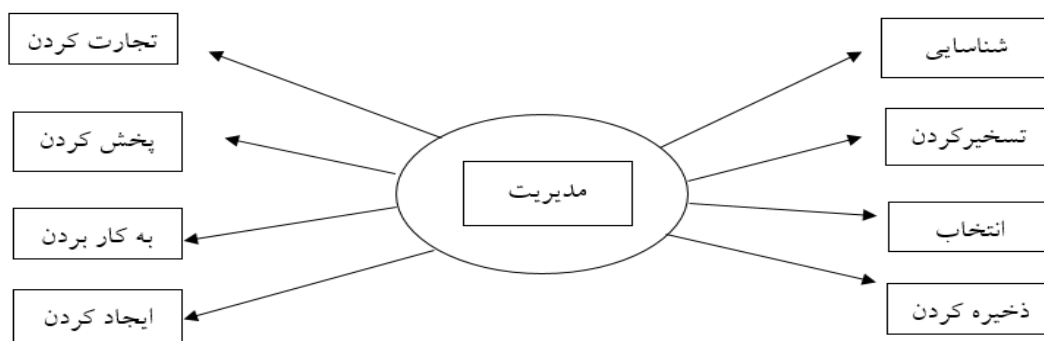 شناسایی
تجارت کردن
تسخیرکردن
پخش کردن
مدیریت
انتخاب
به کار بردن
ذخیره کردن
ایجاد کردن